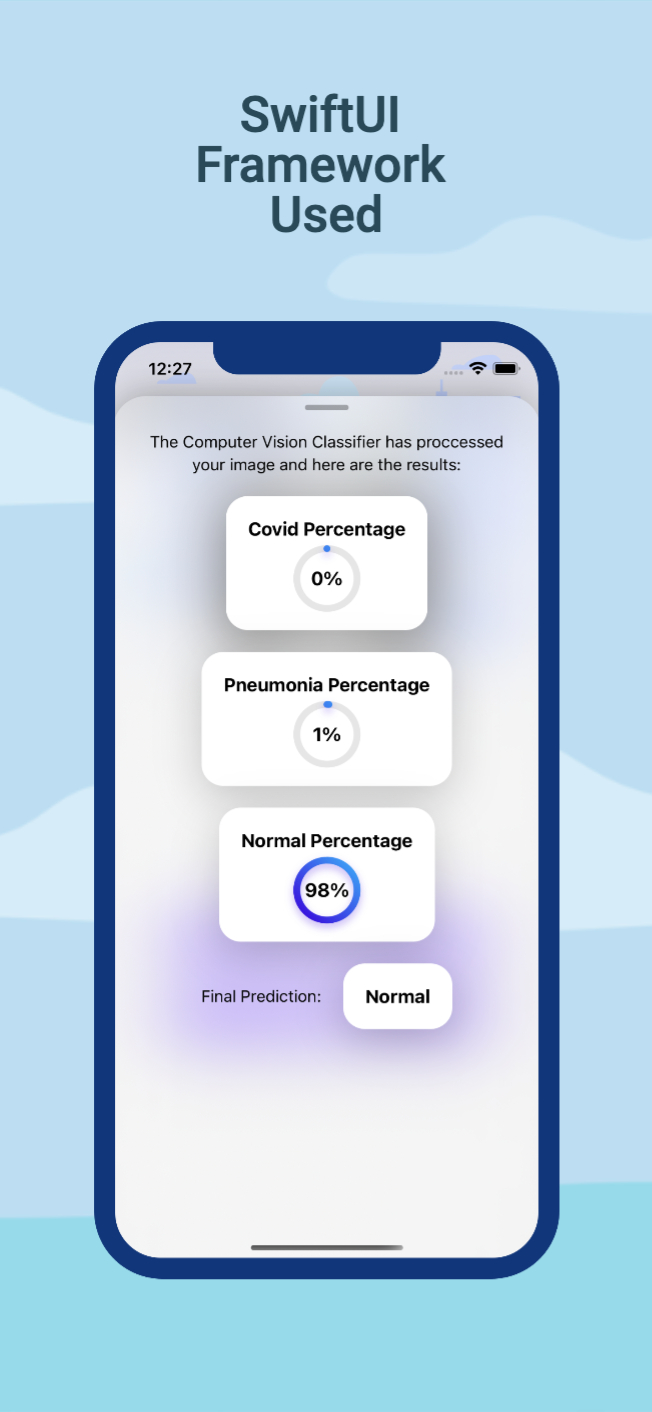 SwiftUI
Framework
Used
12:27
The Computer Vision Classifier has proccessed
your image and here are the results:
Covid Percentage
0%
Pneumonia Percentage
1%
Normal Percentage
98%
Final Prediction: Normal